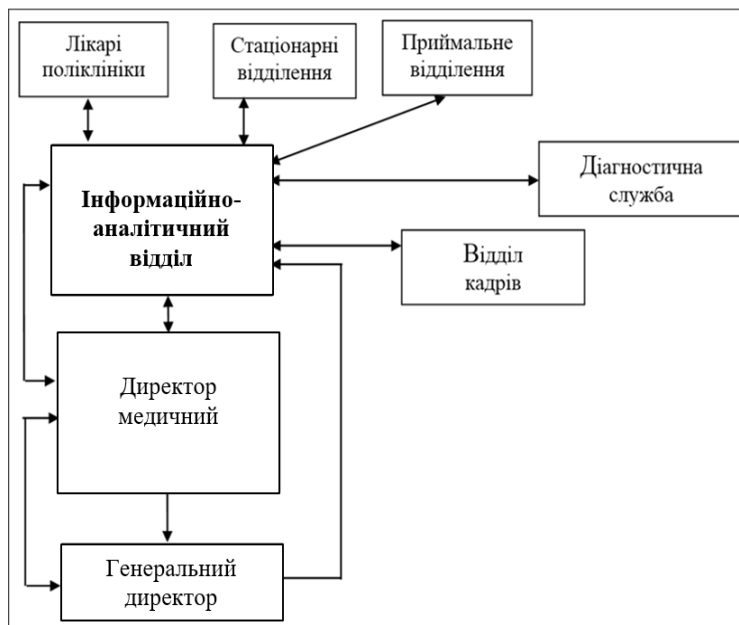 Лікарі
поліклініки
Стаціонарні
відділення
Приймальне
відділення
Діагностична
служба
Інформаційно-
аналітичний
відділ
Відділ
кадрів
Директор
медичний
Генеральний
директор